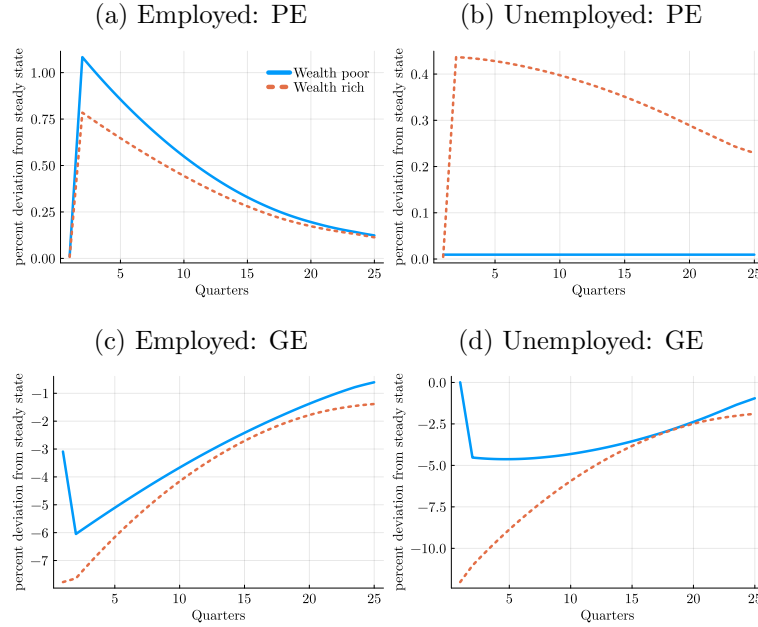 (a) Employed: PE
percent deviation from steady state
1.00
0.75
0.50
0.25
0.00
Wealth poor
Wealth rich
5 10 15 20 25
Quarters
(b) Unemployed: PE
percent deviation from steady state
0.4
0.3
0.2
0.1
0.0
5 10 15 20 25
Quarters
(c) Employed: GE
percent deviation from steady state
−1
−2
−3
−4
−5
−6
−7
5 10 15 20 25
Quarters
(d) Unemployed: GE
percent deviation from steady state
0.0
−2.5
−5.0
−7.5
−10.0
5 10 15 20 25
Quarters